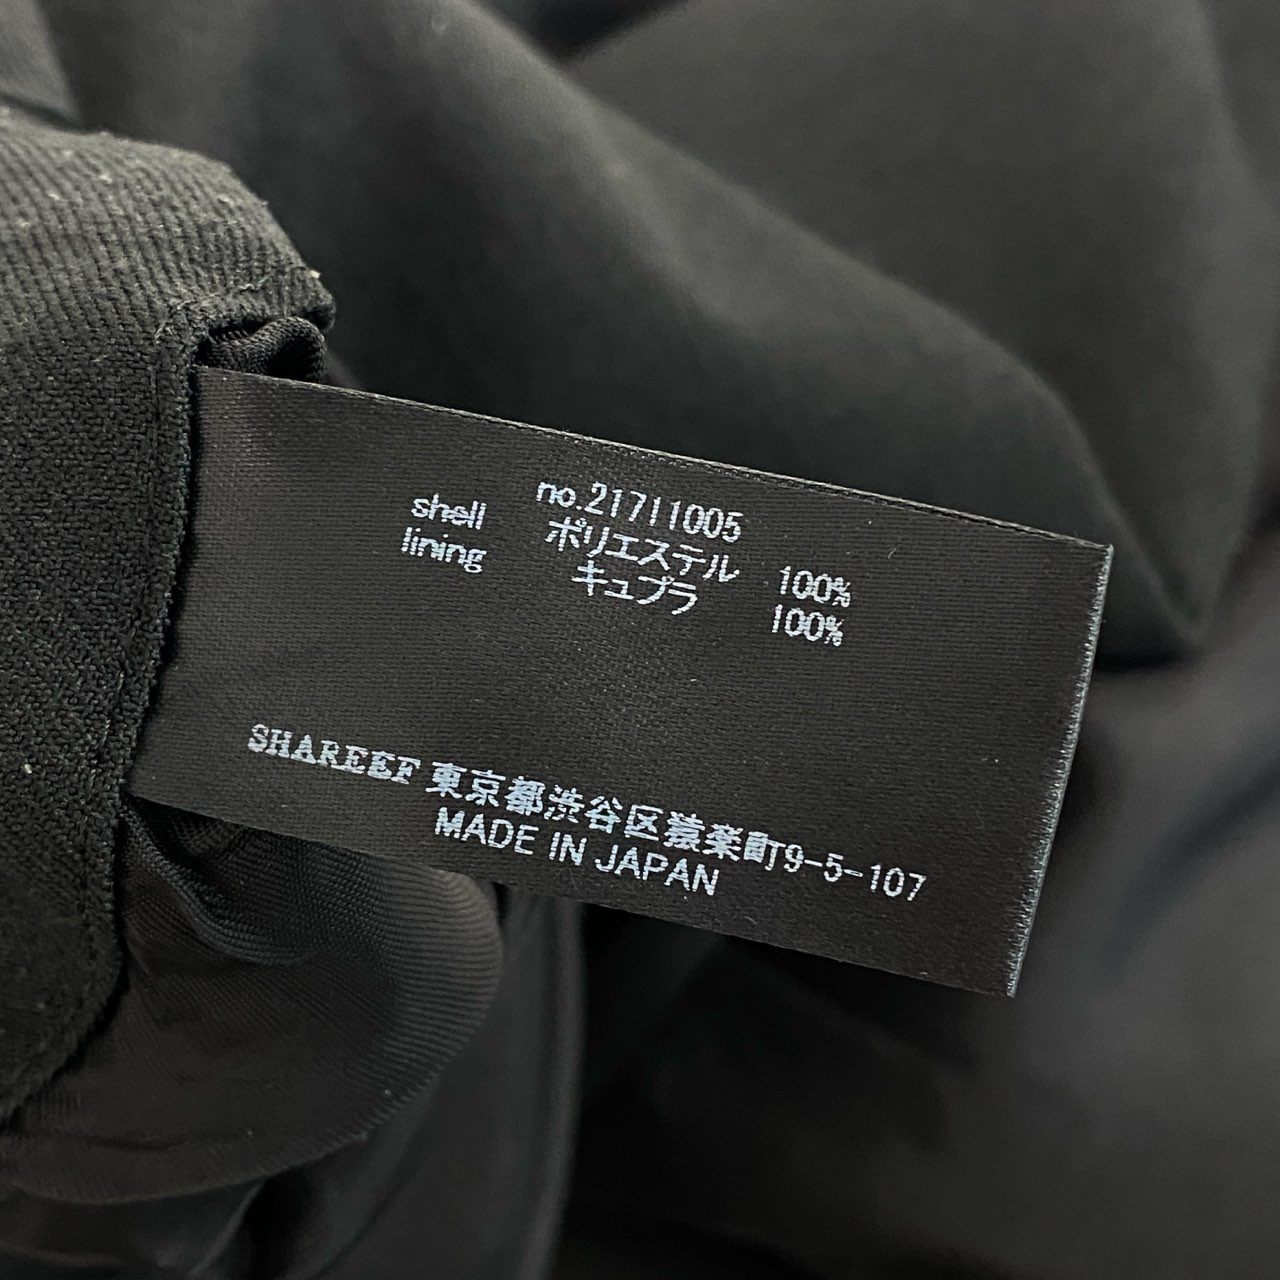 no.21711005
shell ポリエステル 100%
lining キュプラ 100%
SHAREEF 東京都渋谷区猿楽町9-5-107
MADE IN JAPAN